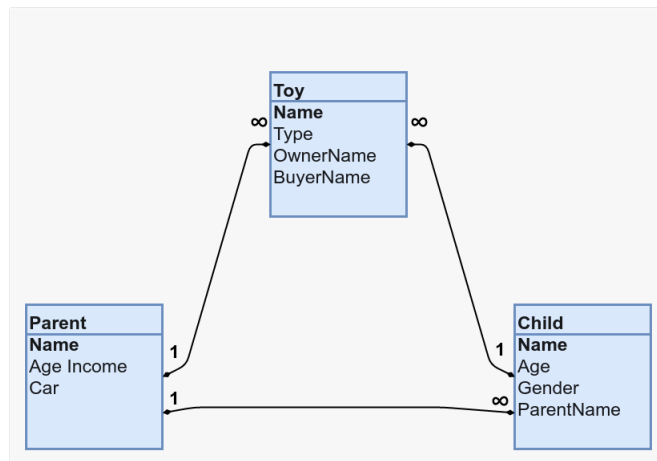 Toy
Name
Type
OwnerName
BuyerName
∞
∞
Parent
Name
Age Income
Car
1
1
Child
Name
Age
Gender
ParentName
1
∞